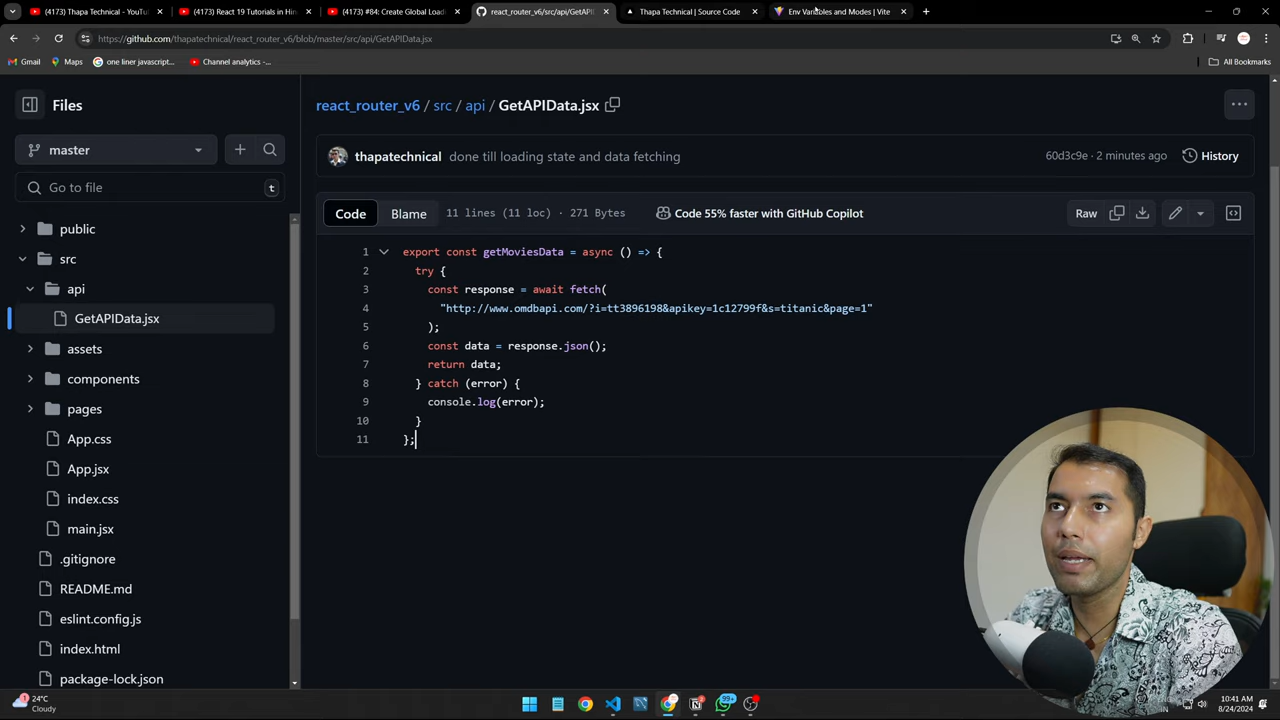 (4173) Thapa Technical - YouTu
(4173) React 19 Tutorials in Hin
(4173) #84: Create Global Loadi
react_router_v6/src/api/GetAPI
Thapa Technical | Source Code
Env Variables and Modes | Vite
https://github.com/thapatechnical/react_router_v6/blob/master/src/api/GetAPIData.jsx
Gmail
Maps
one liner javascript...
Channel analytics -...
All Bookmarks
Files
master
Go to file
t
public
src
api
GetAPIData.jsx
assets
components
pages
App.css
App.jsx
index.css
main.jsx
.gitignore
README.md
eslint.config.js
index.html
package-lock.json
react_router_v6 / src / api / GetAPIData.jsx
thapatechnical done till loading state and data fetching
60d3c9e · 2 minutes ago
History
Code
Blame
11 lines (11 loc) · 271 Bytes
Code 55% faster with GitHub Copilot
Raw
1 export const getMoviesData = async () => {
2 try {
3 const response = await fetch(
4 "http://www.omdbapi.com/?i=tt3896198&apikey=1c12799f&s=titanic&page=1"
5 );
6 const data = response.json();
7 return data;
8 } catch (error) {
9 console.log(error);
10 }
11 };
24°C
Cloudy
99+
IN
10:41 AM
8/24/2024